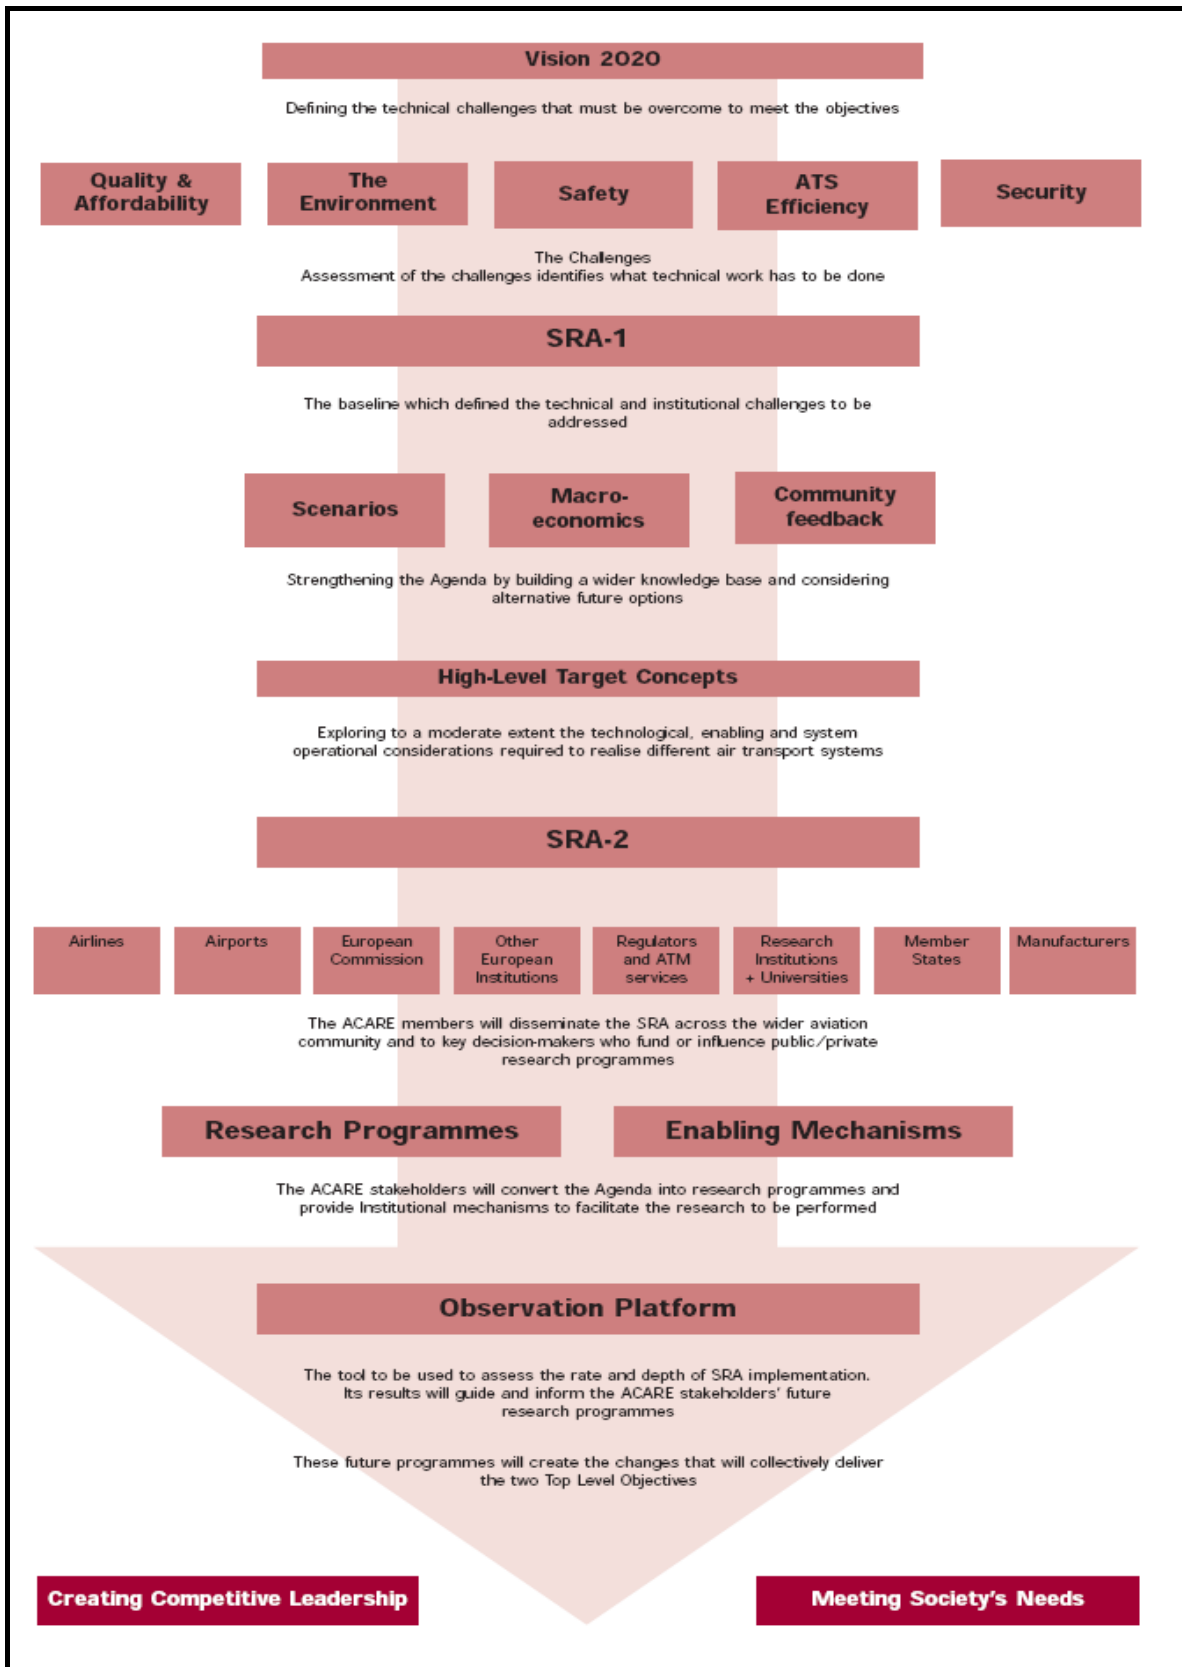 Vision 2020
Defining the technical challenges that must be overcome to meet the objectives
Quality &
Affordability
The
Environment
Safety
ATS
Efficiency
Security
The Challenges
Assessment of the challenges identifies what technical work has to be done
SRA-1
The baseline which defined the technical and institutional challenges to be
addressed
Scenarios
Macro-
economics
Community
feedback
Strengthening the Agenda by building a wider knowledge base and considering
alternative future options
High-Level Target Concepts
Exploring to a moderate extent the technological, enabling and system
operational considerations required to realise different air transport systems
SRA-2
Airlines
Airports
European
Commission
Other
European
Institutions
Regulators
and ATM
services
Research
Institutions
+ Universities
Member
States
Manufacturers
The ACARE members will disseminate the SRA across the wider aviation
community and to key decision-makers who fund or influence public/private
research programmes
Research Programmes
Enabling Mechanisms
The ACARE stakeholders will convert the Agenda into research programmes and
provide Institutional mechanisms to facilitate the research to be performed
Observation Platform
The tool to be used to assess the rate and depth of SRA implementation.
Its results will guide and inform the ACARE stakeholders' future
research programmes
These future programmes will create the changes that will collectively deliver
the two Top Level Objectives
Creating Competitive Leadership
Meeting Society's Needs